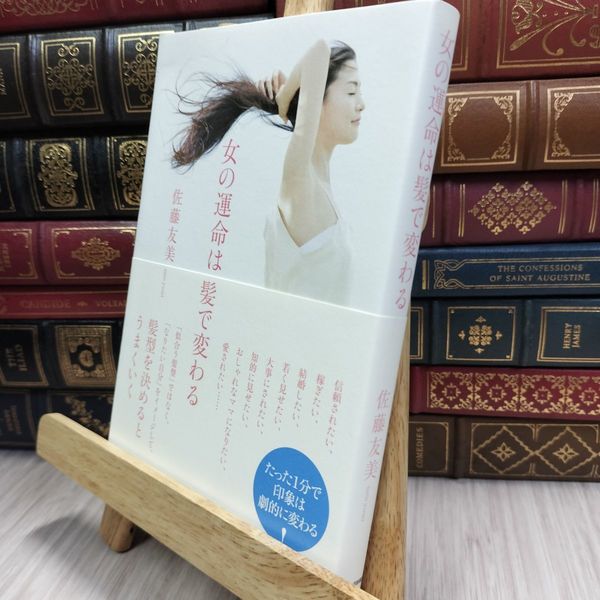 女の運命は髪で変わる
佐藤友美
信頼されたい、
稼ぎたい、
結婚したい、
若く見せたい、
大事にされたい、
知的に見せたい、
おしゃれなママになりたい、
愛されたい……
「似合う髪型」ではなく、
「なりたい自分」をイメージして、
髪型を決めると
うまくいく
たった1分で
印象は
劇的に変わる
!
女の運命は髪で変わる
佐藤友美
CANDIDE
VOLTAIRE
THE CONFESSIONS
OF SAINT AUGUSTINE
HENRY
JAMES
COMEDIES